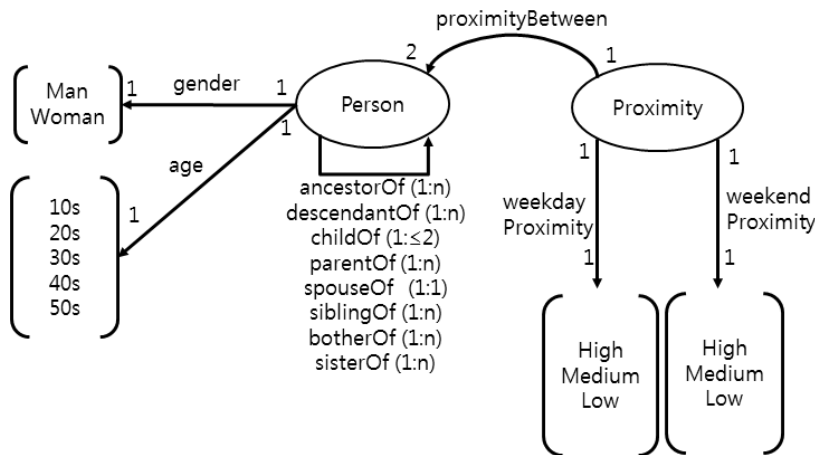 proximityBetween
2
1
Man
Woman
1
gender
1
Person
Proximity
1
age
1
10s
20s
30s
40s
50s
ancestorOf (1:n)
descendantOf (1:n)
childOf (1:≤2)
parentOf (1:n)
spouseOf (1:1)
siblingOf (1:n)
botherOf (1:n)
sisterOf (1:n)
1
1
weekday
Proximity
weekend
Proximity
1
1
High
Medium
Low
High
Medium
Low